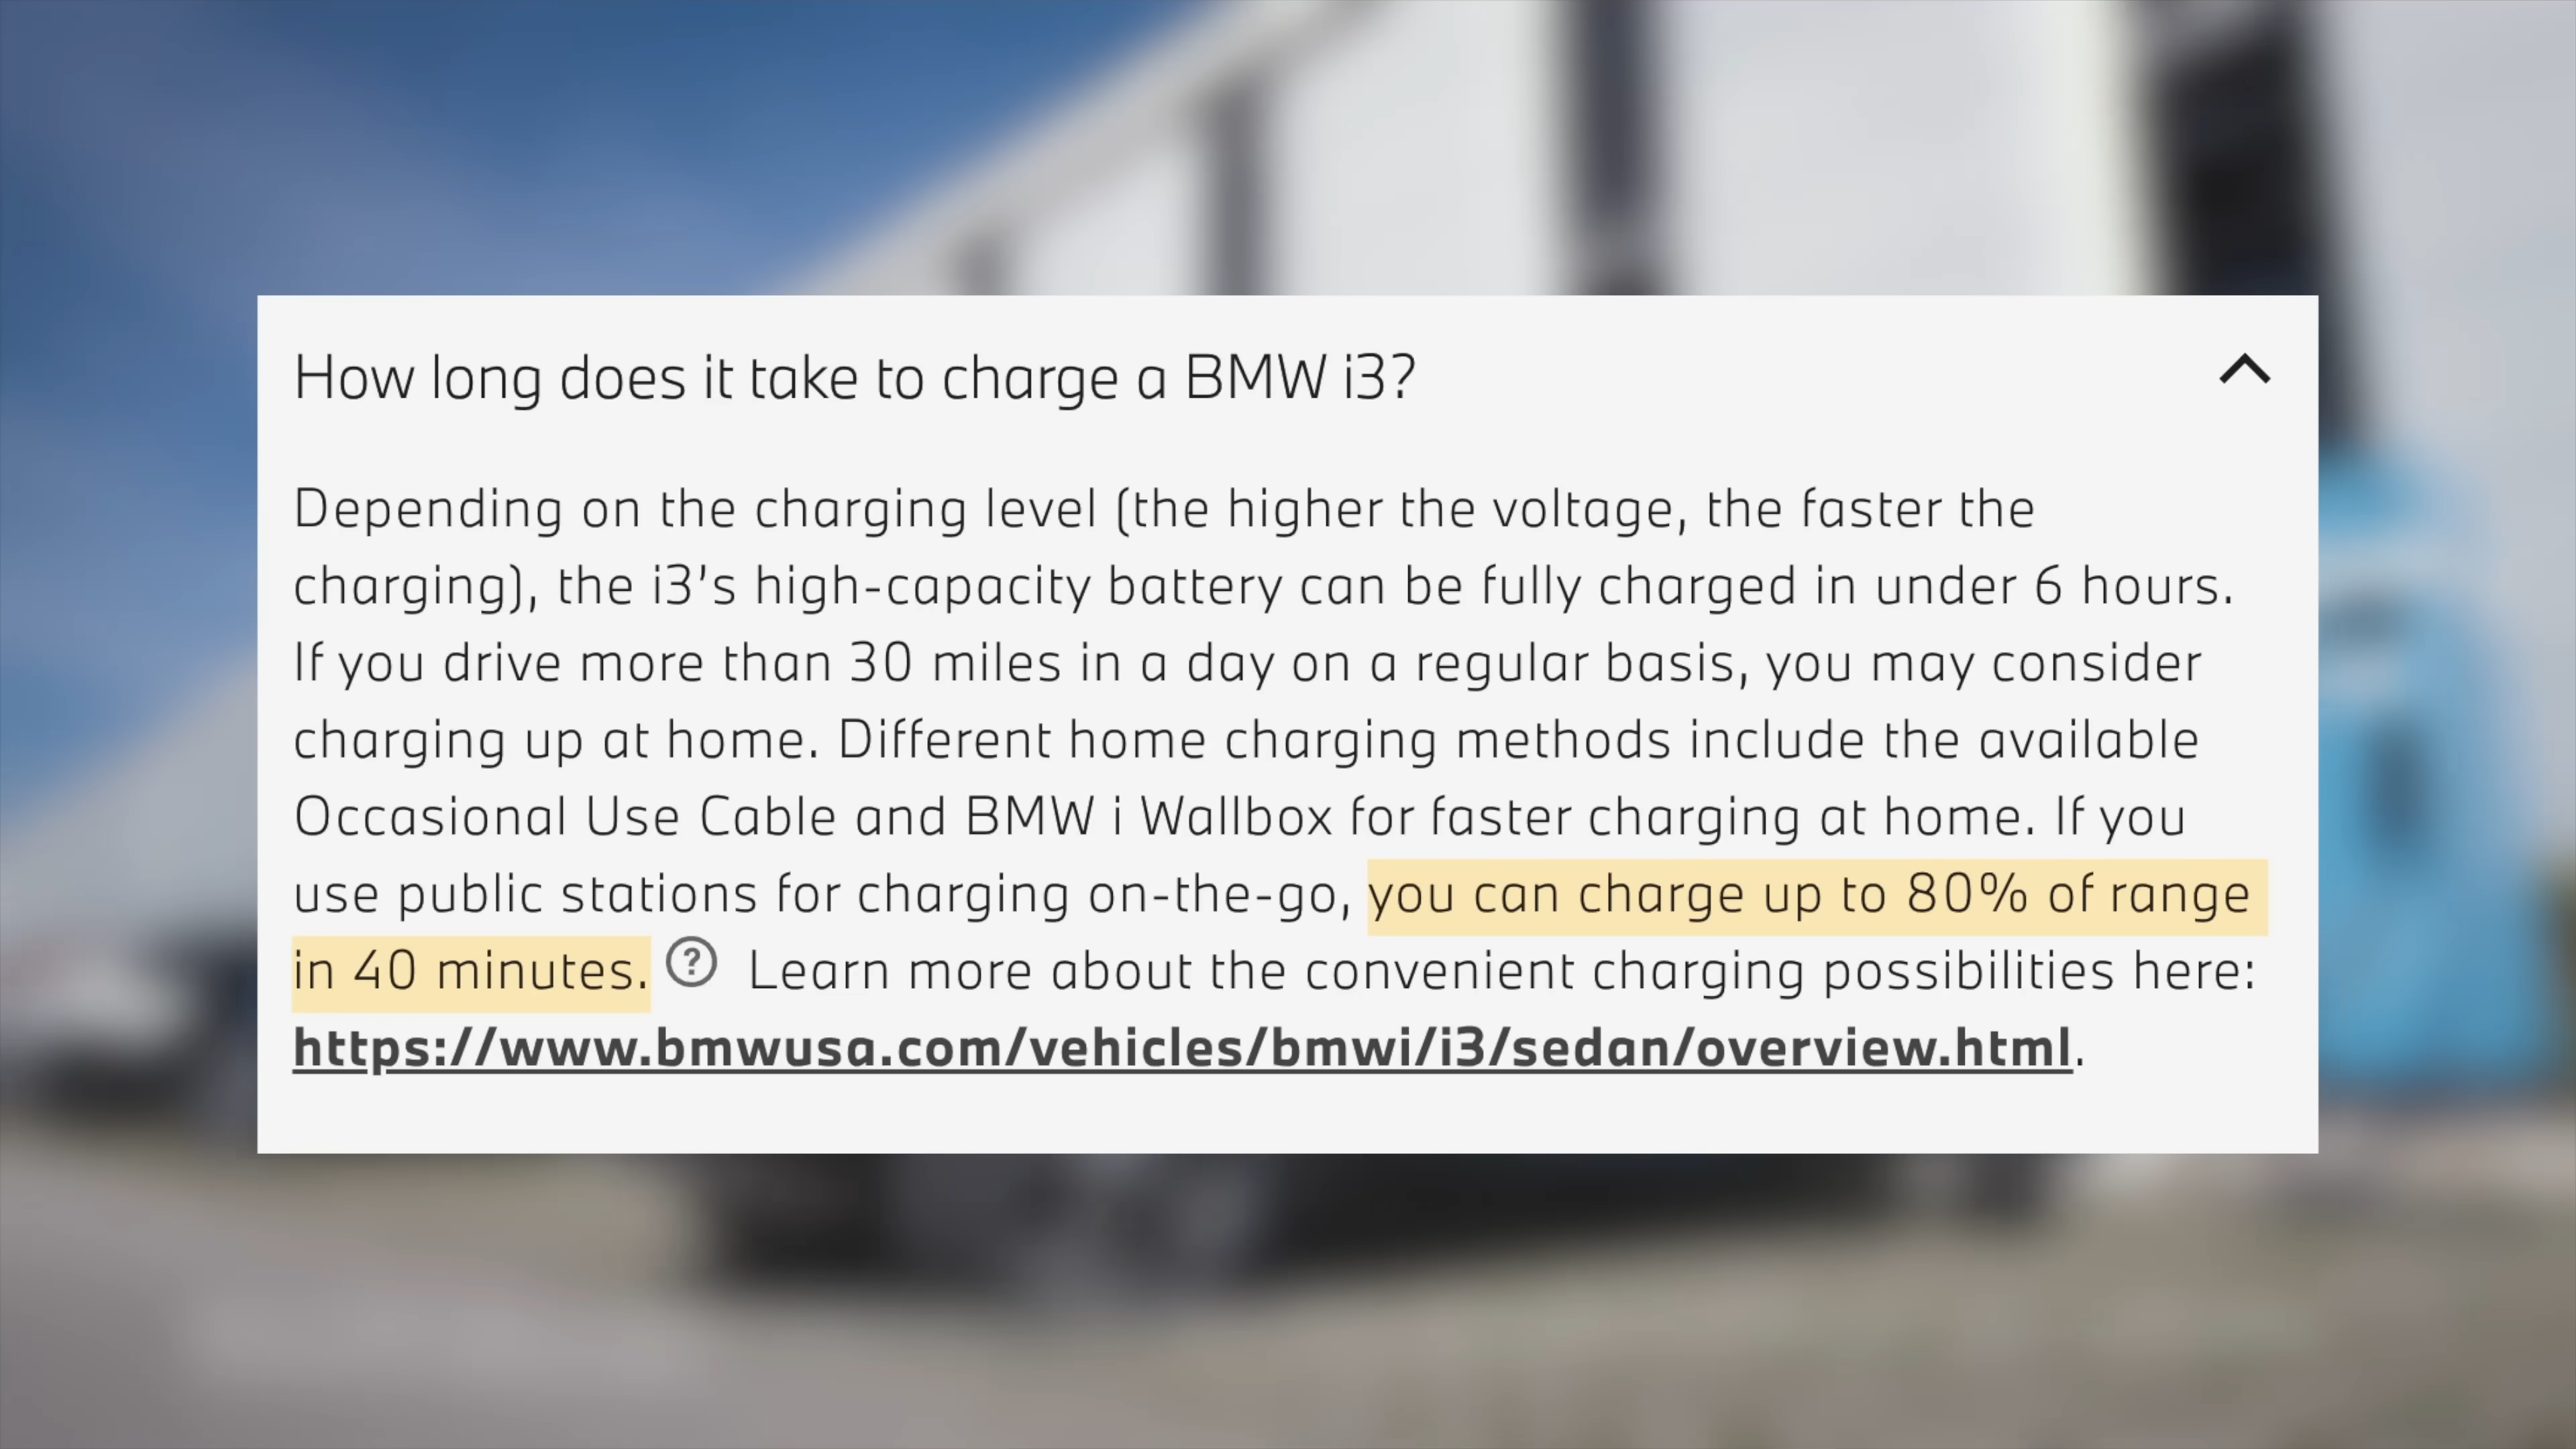 How long does it take to charge a BMW i3?
Depending on the charging level (the higher the voltage, the faster the
charging), the i3's high-capacity battery can be fully charged in under 6 hours.
If you drive more than 30 miles in a day on a regular basis, you may consider
charging up at home. Different home charging methods include the available
Occasional Use Cable and BMW i Wallbox for faster charging at home. If you
use public stations for charging on-the-go, you can charge up to 80% of range
in 40 minutes. ? Learn more about the convenient charging possibilities here:
https://www.bmwusa.com/vehicles/bmwi/i3/sedan/overview.html.